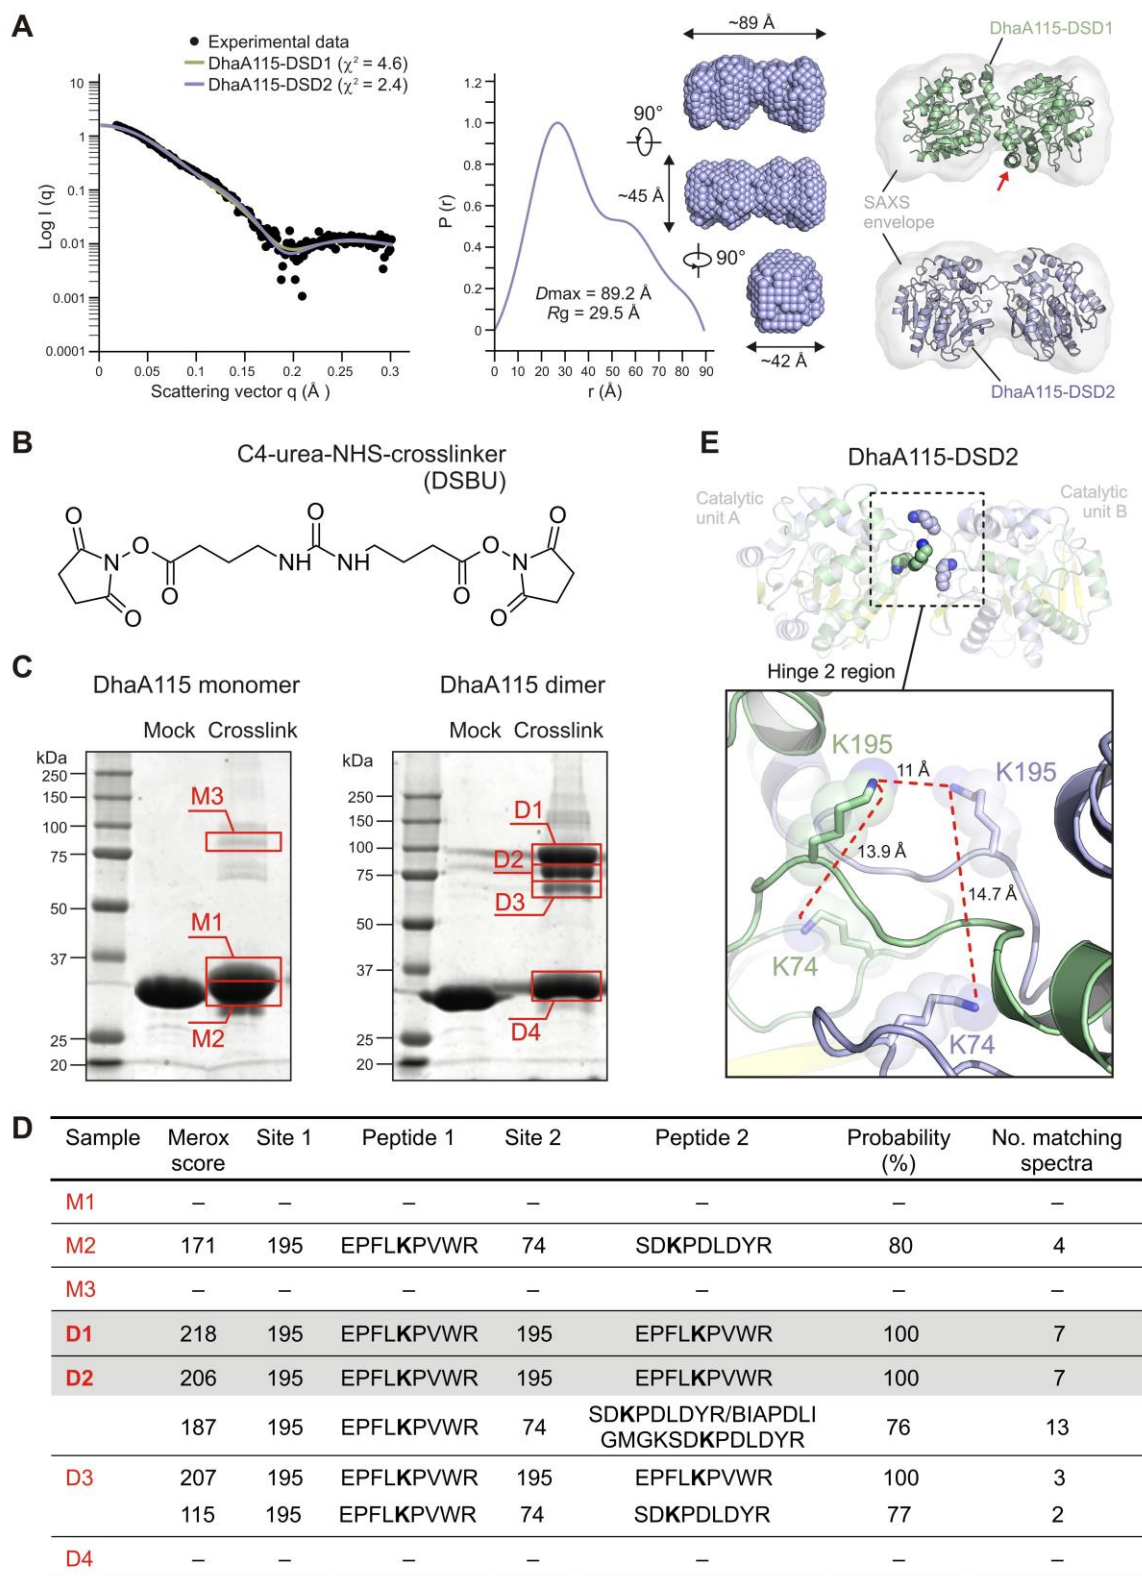 A
Experimental data
DhaA115-DSD1 (χ² = 4.6)
DhaA115-DSD2 (χ² = 2.4)
10
1
0.1
0.01
0.001
0.0001
Log I (q)
0 0.05 0.1 0.15 0.20 0.25 0.3
Scattering vector q (Å )
1.2
1.0
0.8
0.6
0.4
0.2
0
P (r)
Dmax = 89.2 Å
Rg = 29.5 Å
0 10 20 30 40 50 60 70 80 90
r (Å)
~89 Å
90°
~45 Å
90°
~42 Å
DhaA115-DSD1
SAXS
envelope
DhaA115-DSD2
B
C4-urea-NHS-crosslinker
(DSBU)
O
N
O
O
O
NH
O
NH
O
O
O
N
O
C
DhaA115 monomer
Mock Crosslink
kDa
250
150
100
75
50
37
25
20
M3
M1
M2
DhaA115 dimer
Mock Crosslink
kDa
250
150
100
75
50
37
25
20
D1
D2
D3
D4
E
DhaA115-DSD2
Catalytic
unit A
Catalytic
unit B
Hinge 2 region
K195
11 Å
K195
13.9 Å
14.7 Å
K74
K74
D
Sample Merox score Site 1 Peptide 1 Site 2 Peptide 2 Probability (%) No. matching spectra
M1 – – – – – – –
M2 171 195 EPFLKPVWR 74 SDKPDLDYR 80 4
M3 – – – – – – –
D1 218 195 EPFLKPVWR 195 EPFLKPVWR 100 7
D2 206 195 EPFLKPVWR 195 EPFLKPVWR 100 7
187 195 EPFLKPVWR 74 SDKPDLDYR/BIAPDLI GMGKSDKPDLDYR 76 13
D3 207 195 EPFLKPVWR 195 EPFLKPVWR 100 3
115 195 EPFLKPVWR 74 SDKPDLDYR 77 2
D4 – – – – – – –